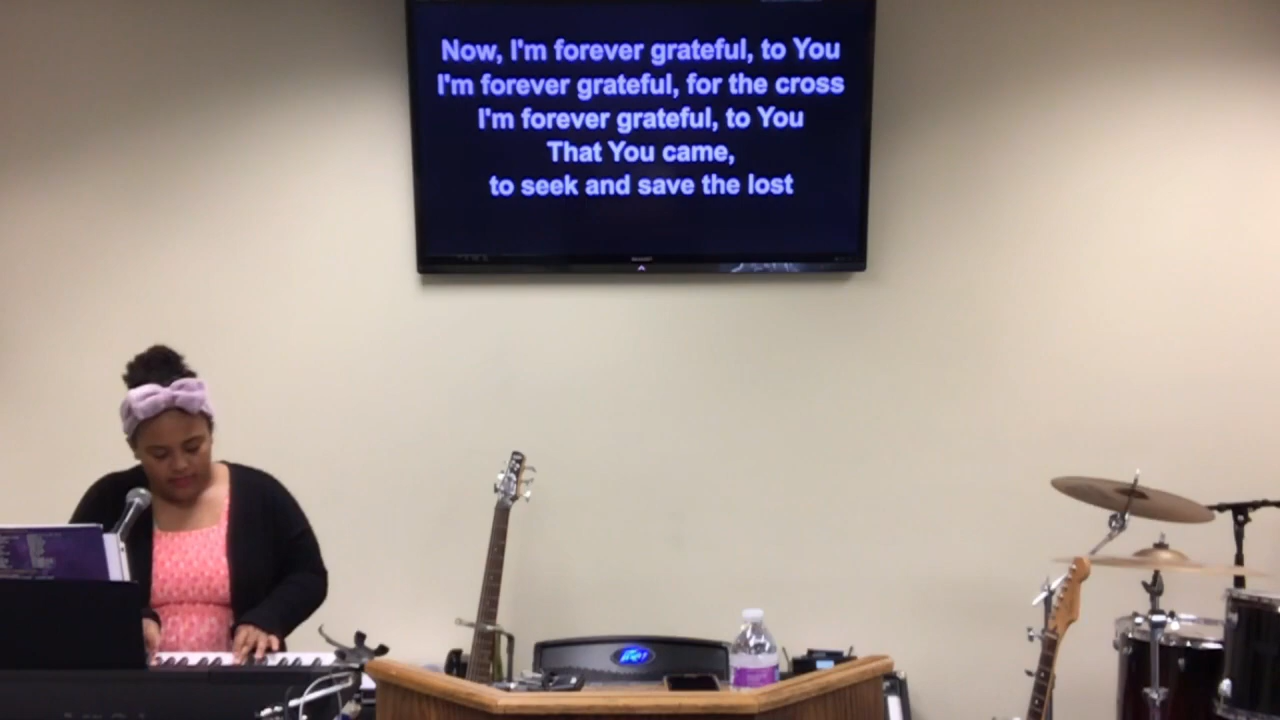 Now, I'm forever grateful, to You
I'm forever grateful, for the cross
I'm forever grateful, to You
That You came,
to seek and save the lost